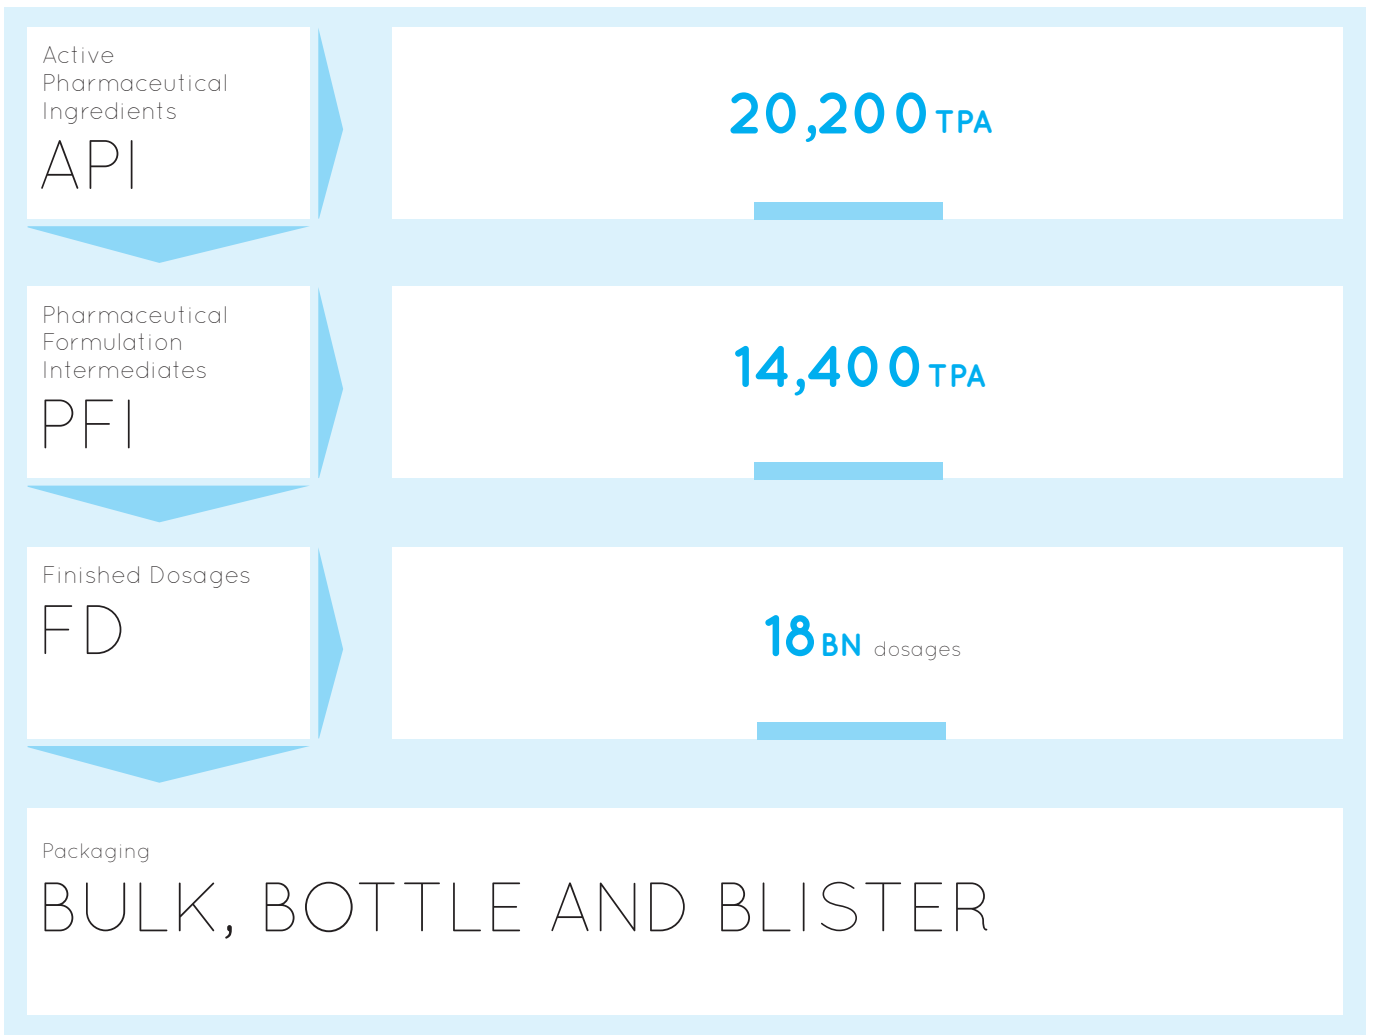 Active
Pharmaceutical
Ingredients
API
20,200 TPA
Pharmaceutical
Formulation
Intermediates
PFI
14,400 TPA
Finished Dosages
FD
18 BN dosages
Packaging
BULK, BOTTLE AND BLISTER